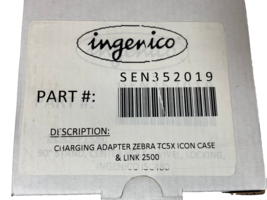 ingenico
SEN352019
PART #:
DESCRIPTION:
CHARGING ADAPTER ZEBRA TC5X ICON CASE
& LINK 2500